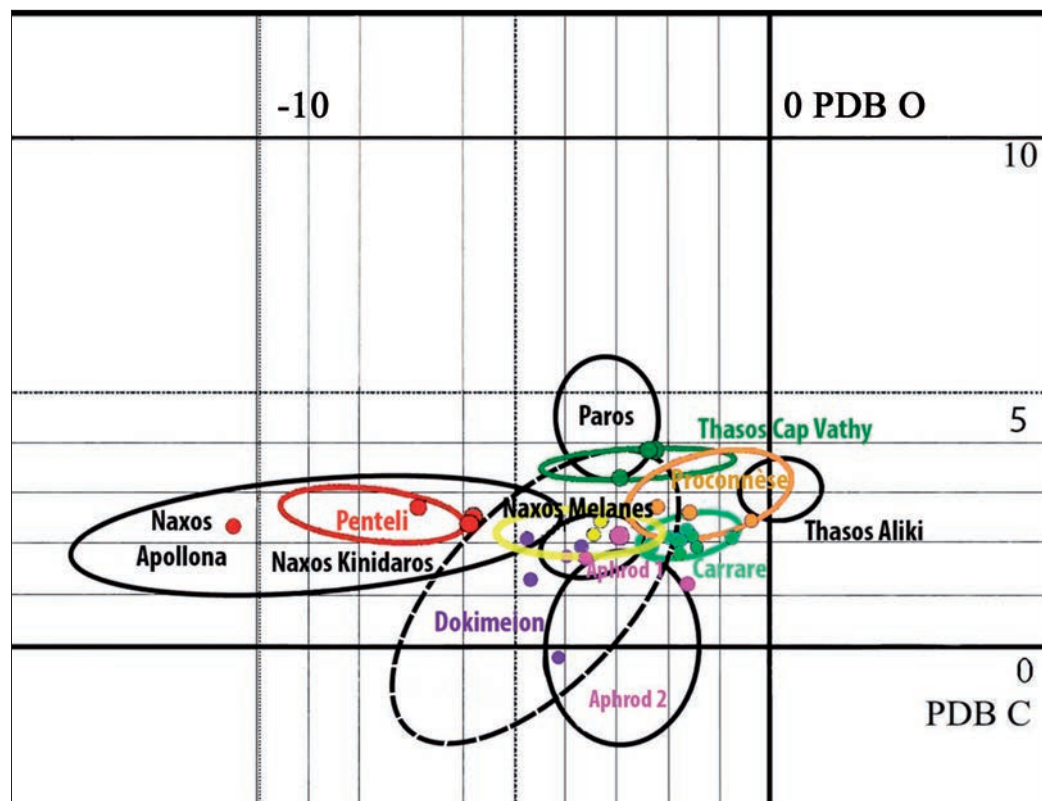 -10
0 PDB O
10
5
Paros
Thasos Cap Vathy
Proconnèse
Naxos Melanes
Naxos
Apollona
Penteli
Naxos Kinidaros
Thasos Aliki
Aphrod 1
Carrare
Dokimeion
Aphrod 2
0
PDB C